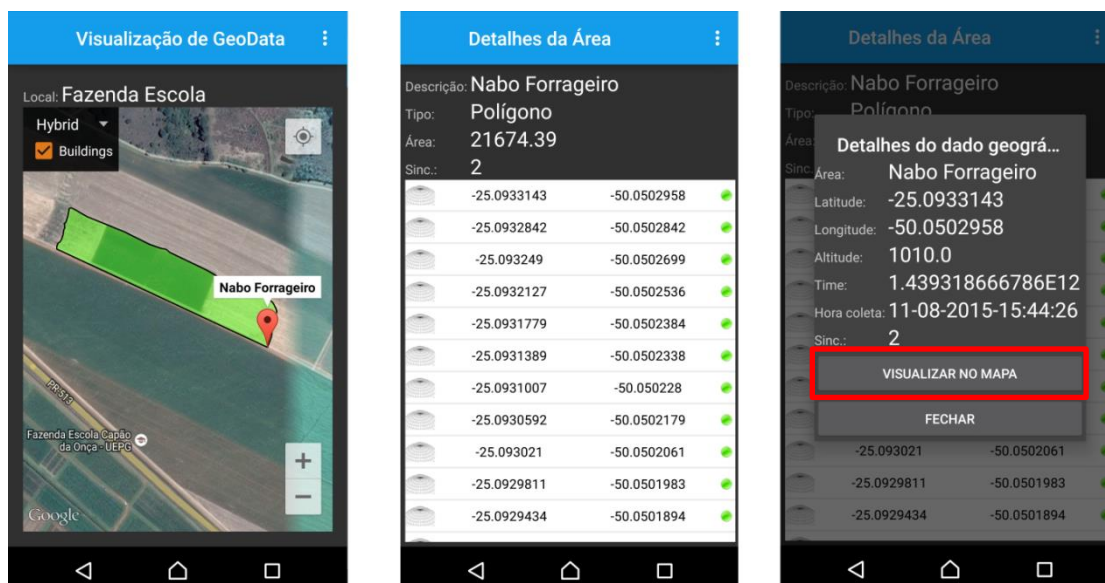 Visualização de GeoData
Local: Fazenda Escola
Hybrid
Buildings
Nabo Forrageiro
PR-513
Fazenda Escola Capão
da Onça - UEPG
+
−
Google
Detalhes da Área
Descrição: Nabo Forrageiro
Tipo: Polígono
Área: 21674.39
Sinc.: 2
-25.0933143 -50.0502958
-25.0932842 -50.0502842
-25.093249 -50.0502699
-25.0932127 -50.0502536
-25.0931779 -50.0502384
-25.0931389 -50.0502338
-25.0931007 -50.050228
-25.0930592 -50.0502179
-25.093021 -50.0502061
-25.0929811 -50.0501983
-25.0929434 -50.0501894
Detalhes da Área
Descrição: Nabo Forrageiro
Tipo: Polígono
Área:
Sinc.
Detalhes do dado geográ...
Área: Nabo Forrageiro
Latitude: -25.0933143
Longitude: -50.0502958
Altitude: 1010.0
Time: 1.439318666786E12
Hora coleta: 11-08-2015-15:44:26
Sinc.: 2
VISUALIZAR NO MAPA
FECHAR
-25.093021 -50.0502061
-25.0929811 -50.0501983
-25.0929434 -50.0501894